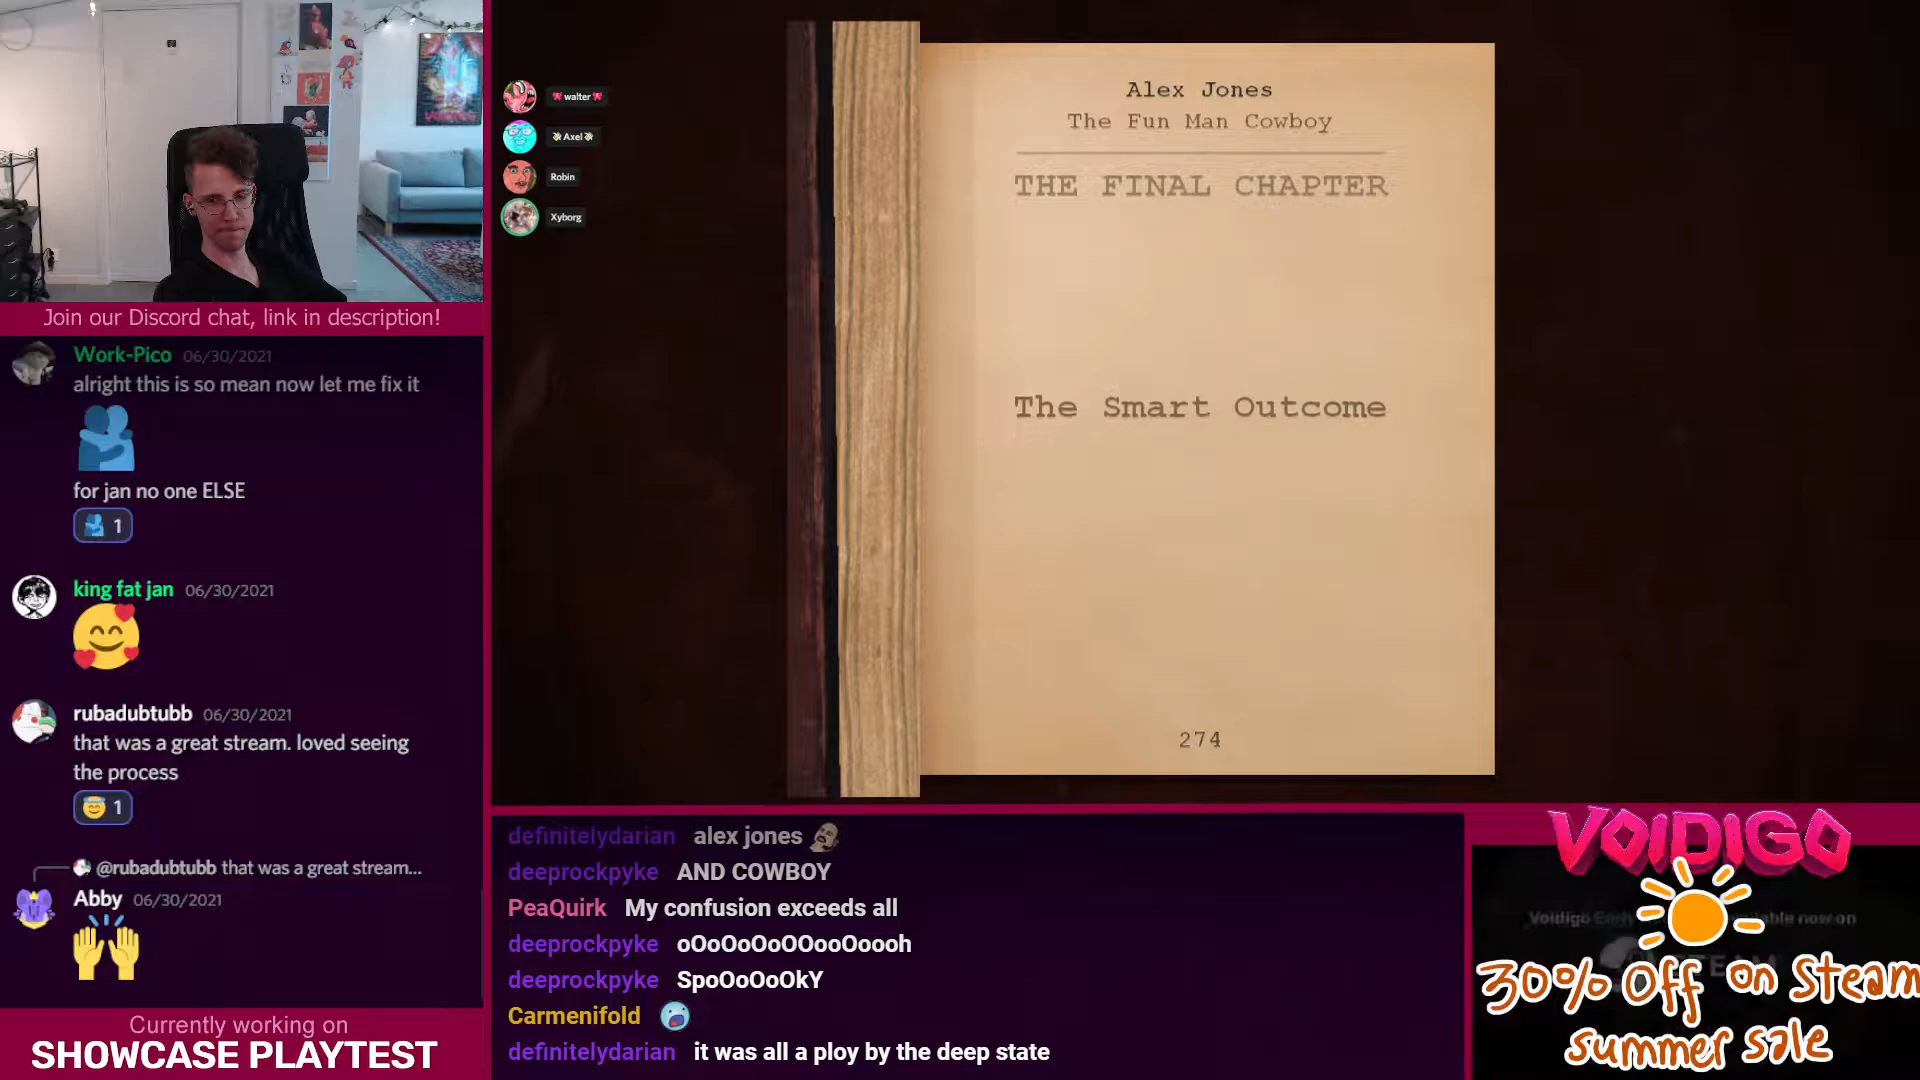 Join our Discord chat, link in description!
Work-Pico 06/30/2021
alright this is so mean now let me fix it
for jan no one ELSE
1
king fat jan 06/30/2021
rubadubtubb 06/30/2021
that was a great stream. loved seeing
the process
1
@rubadubtubb that was a great stream...
Abby 06/30/2021
Currently working on
SHOWCASE PLAYTEST
walter
Axel
Robin
Xyborg
Alex Jones
The Fun Man Cowboy
THE FINAL CHAPTER
The Smart Outcome
274
definitelydarian alex jones
deeprockpyke AND COWBOY
PeaQuirk My confusion exceeds all
deeprockpyke oOoOoOoOOooOoooh
deeprockpyke SpoOoOoOkY
Carmenifold
definitelydarian it was all a ploy by the deep state
VOIDIGO
Voidigo
now on
30% Off on Steam
summer sale